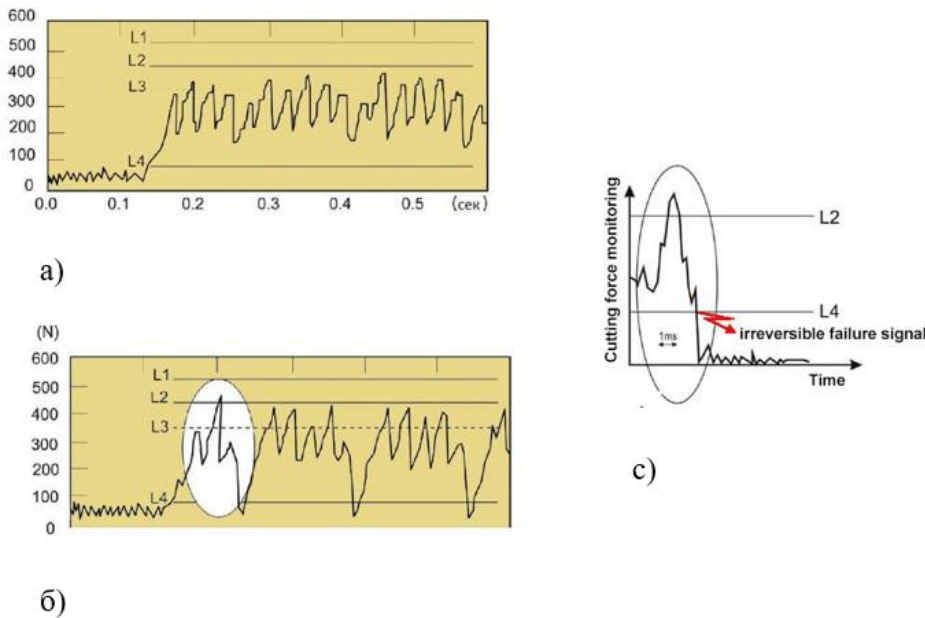 600
500
400
300
200
100
0
L1
L2
L3
L4
0.0 0.1 0.2 0.3 0.4 0.5 (сек)
а)
(N)
600
500
400
300
200
100
0
L1
L2
L3
L4
б)
Cutting force monitoring
L2
L4
1ms
irreversible failure signal
Time
с)